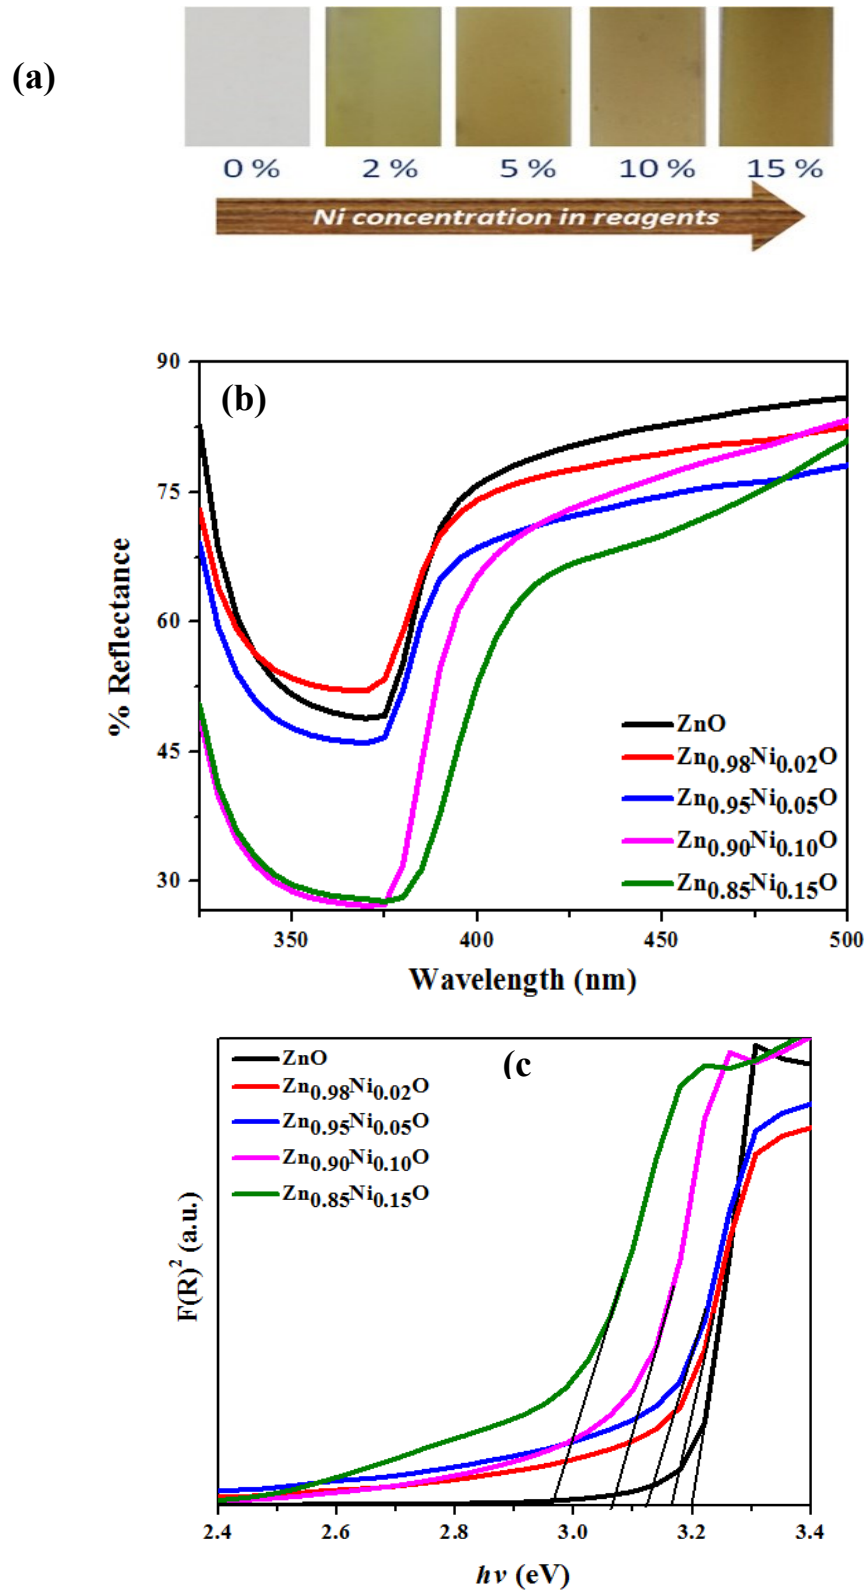 (a)
0 % 2 % 5 % 10 % 15 %
Ni concentration in reagents
(b)
90
75
60
45
30
% Reflectance
ZnO
Zn0.98Ni0.02O
Zn0.95Ni0.05O
Zn0.90Ni0.10O
Zn0.85Ni0.15O
350 400 450 500
Wavelength (nm)
(c
ZnO
Zn0.98Ni0.02O
Zn0.95Ni0.05O
Zn0.90Ni0.10O
Zn0.85Ni0.15O
F(R)2 (a.u.)
2.4 2.6 2.8 3.0 3.2 3.4
hν (eV)